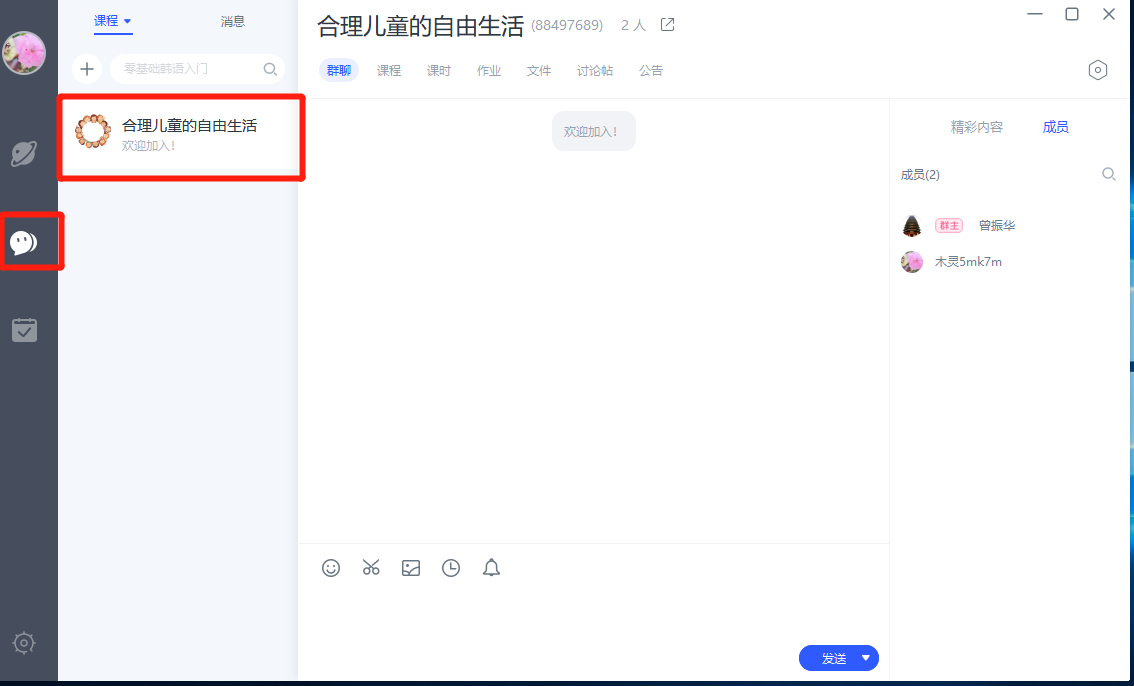 课程
消息
零基础韩语入门
合理儿童的自由生活
欢迎加入!
合理儿童的自由生活 (88497689) 2 人
群聊 课程 课时 作业 文件 讨论帖 公告
欢迎加入!
精彩内容 成员
成员(2)
群主 曾振华
木灵5mk7m
发送